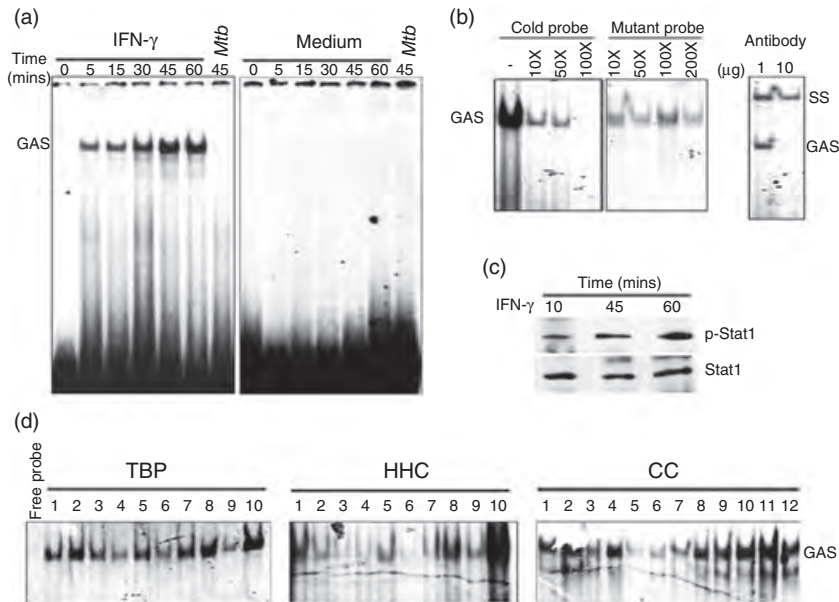 (a)
IFN-γ
Mtb
Medium
Mtb
Time
(mins)
0 5 15 30 45 60 45
0 5 15 30 45 60 45
GAS
(b)
Cold probe
Mutant probe
- 10X 50X 100X
10X 50X 100X 200X
GAS
Antibody
(µg) 1 10
SS
GAS
(c)
Time (mins)
IFN-γ 10 45 60
p-Stat1
Stat1
(d)
Free probe
TBP
HHC
CC
1 2 3 4 5 6 7 8 9 10
1 2 3 4 5 6 7 8 9 10
1 2 3 4 5 6 7 8 9 10 11 12
GAS